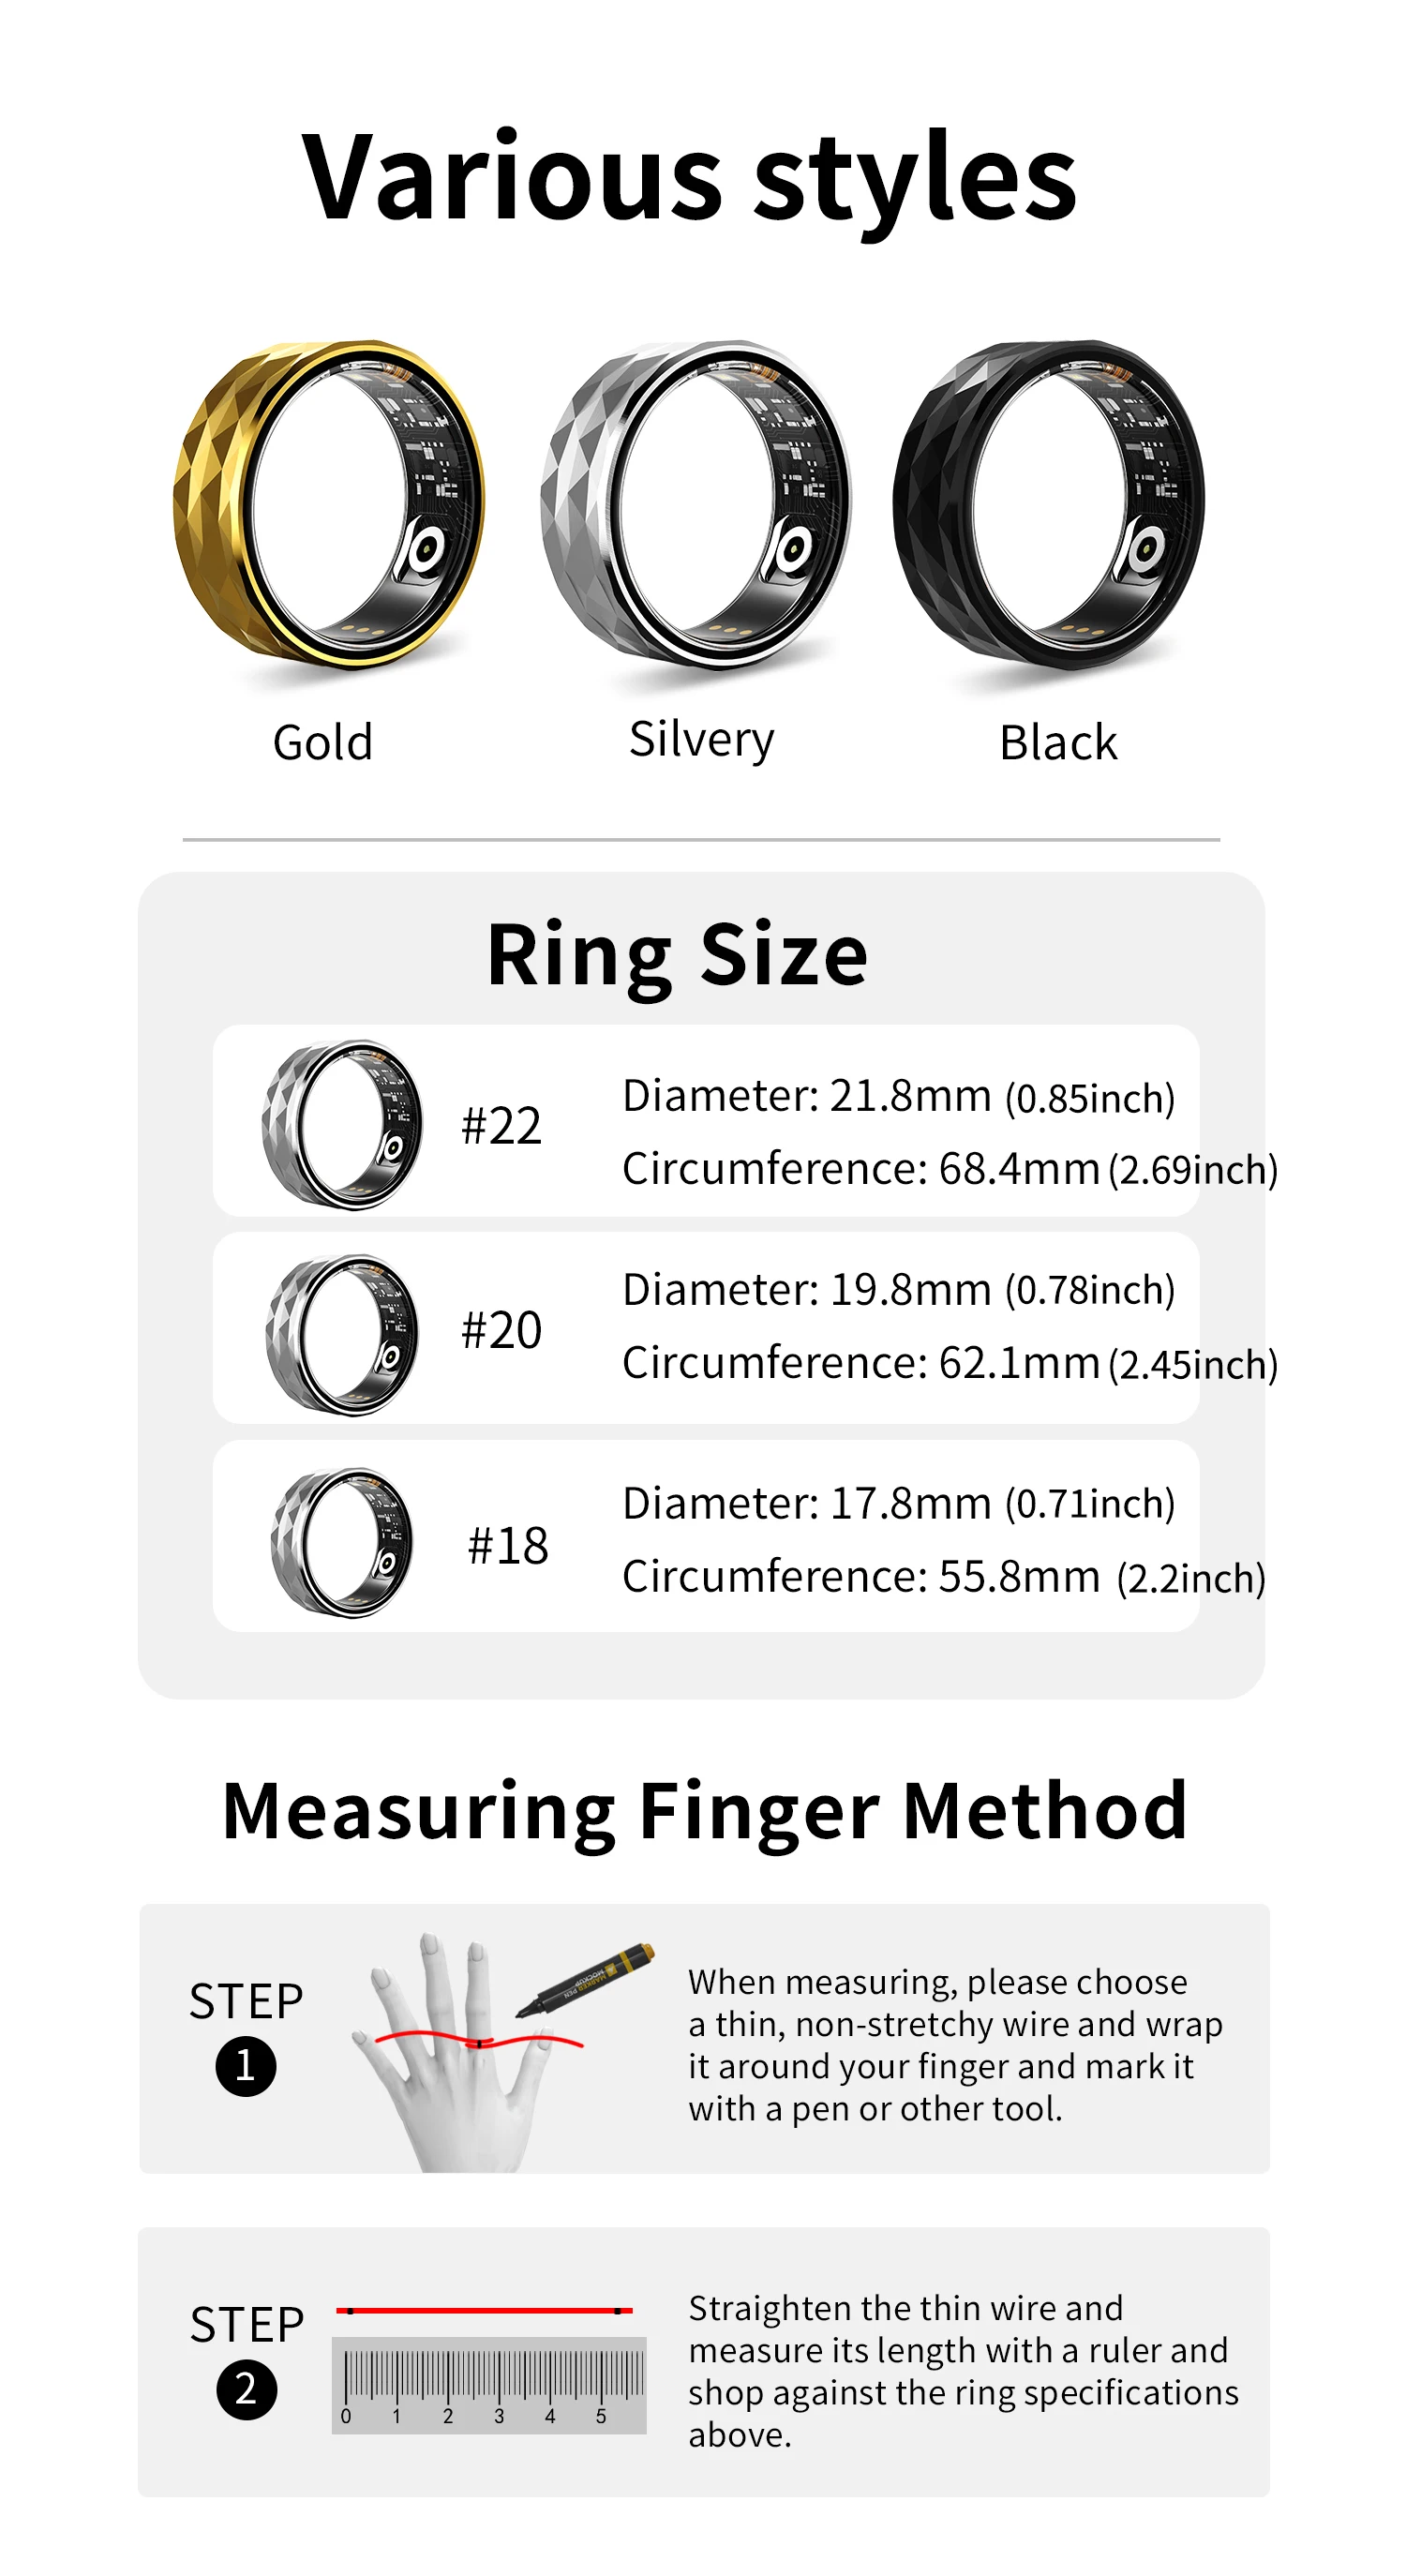 Various styles
Gold
Silvery
Black
Ring Size
#22
Diameter: 21.8mm (0.85inch)
Circumference: 68.4mm (2.69inch)
#20
Diameter: 19.8mm (0.78inch)
Circumference: 62.1mm (2.45inch)
#18
Diameter: 17.8mm (0.71inch)
Circumference: 55.8mm (2.2inch)
Measuring Finger Method
STEP
1
MARKER PEN
MOCKUP
When measuring, please choose
a thin, non-stretchy wire and wrap
it around your finger and mark it
with a pen or other tool.
STEP
2
0 1 2 3 4 5
Straighten the thin wire and
measure its length with a ruler and
shop against the ring specifications
above.